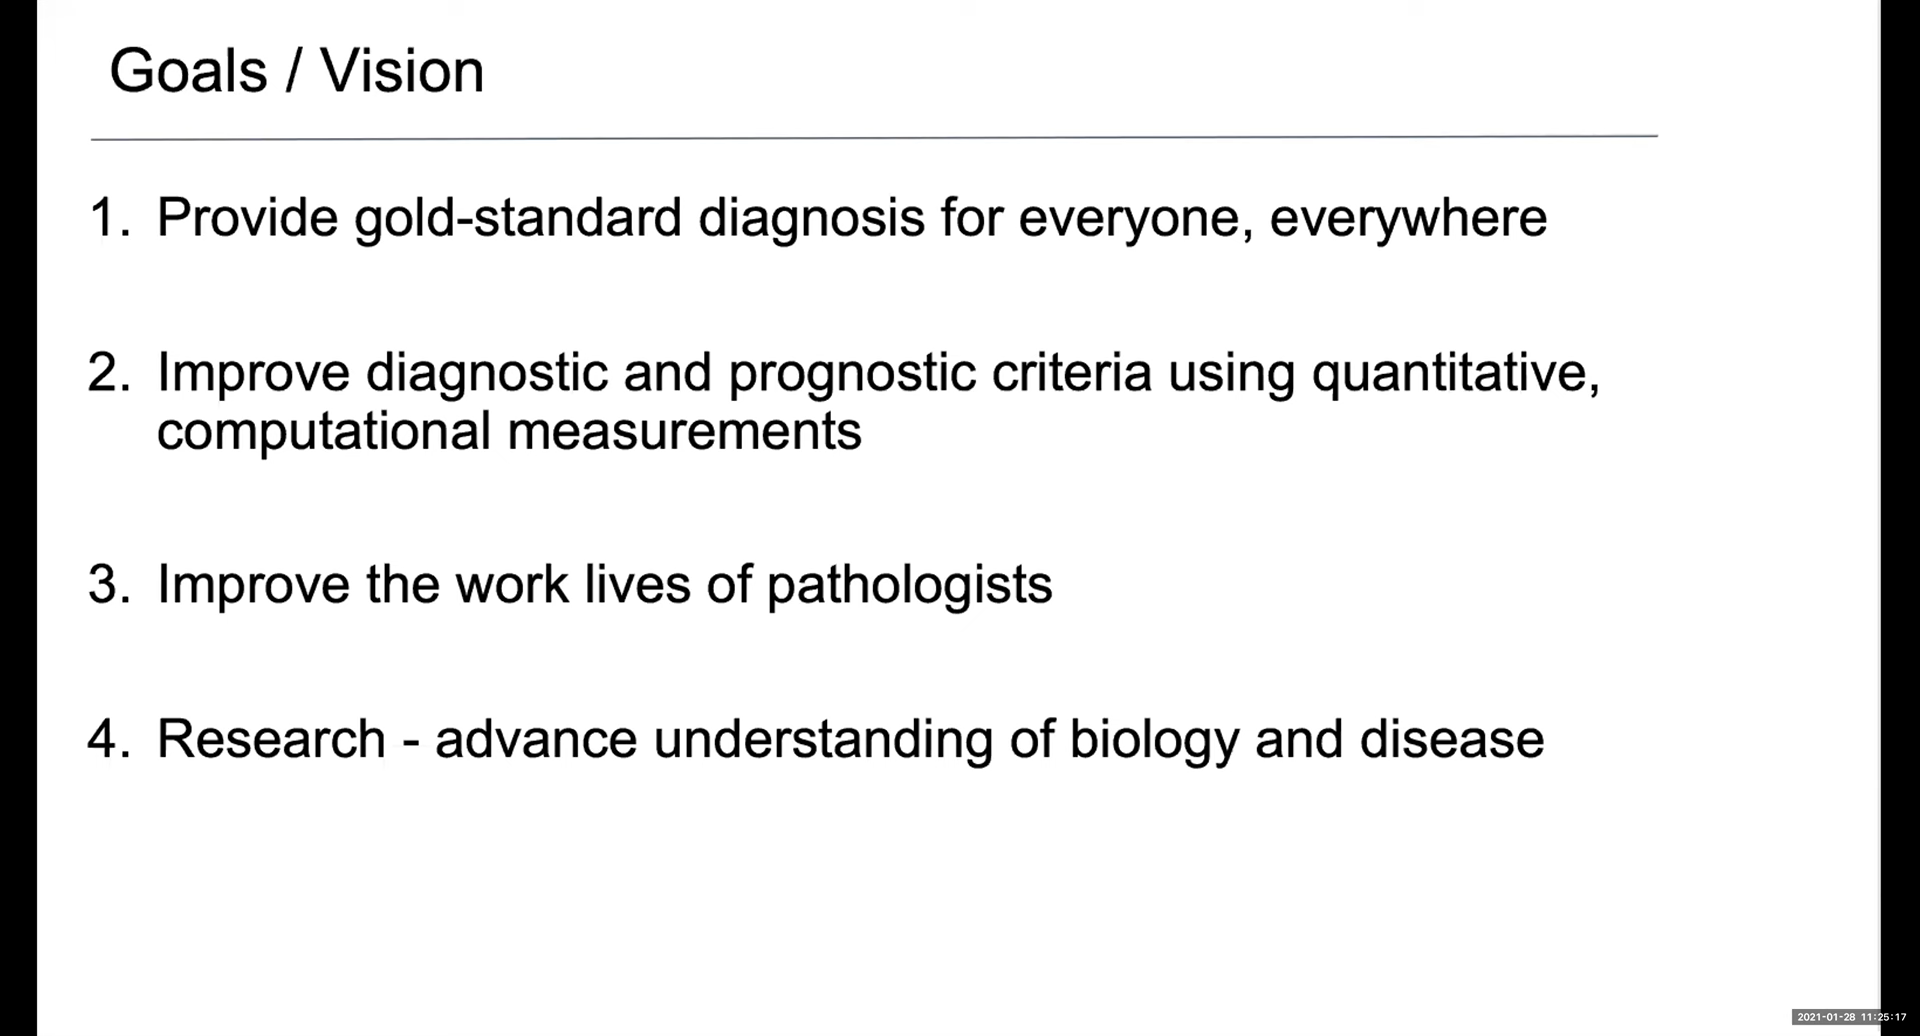 Goals / Vision
1. Provide gold-standard diagnosis for everyone, everywhere
2. Improve diagnostic and prognostic criteria using quantitative,
computational measurements
3. Improve the work lives of pathologists
4. Research - advance understanding of biology and disease
2021-01-28 11:25:17